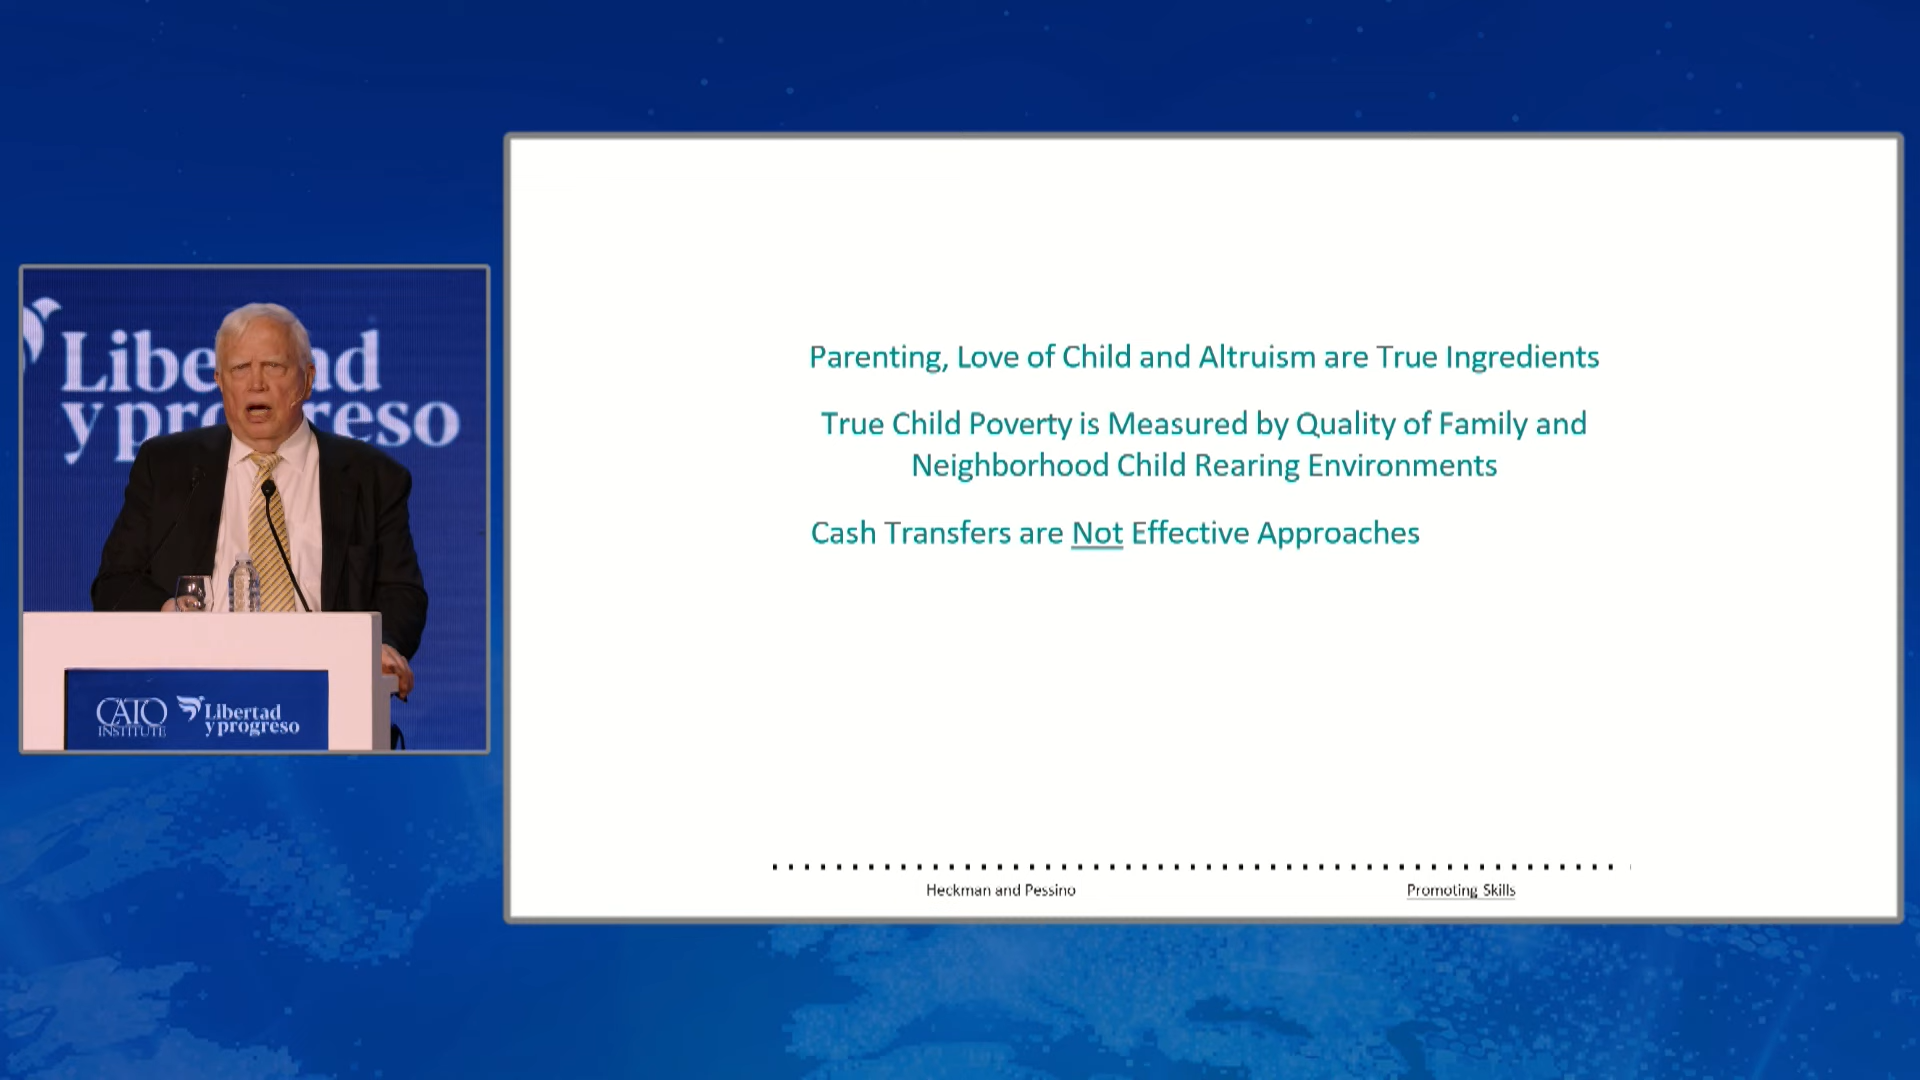 Libertad
y progreso
CATO
INSTITUTE
Libertad
y progreso
Parenting, Love of Child and Altruism are True Ingredients
True Child Poverty is Measured by Quality of Family and
Neighborhood Child Rearing Environments
Cash Transfers are Not Effective Approaches
Heckman and Pessino
Promoting Skills